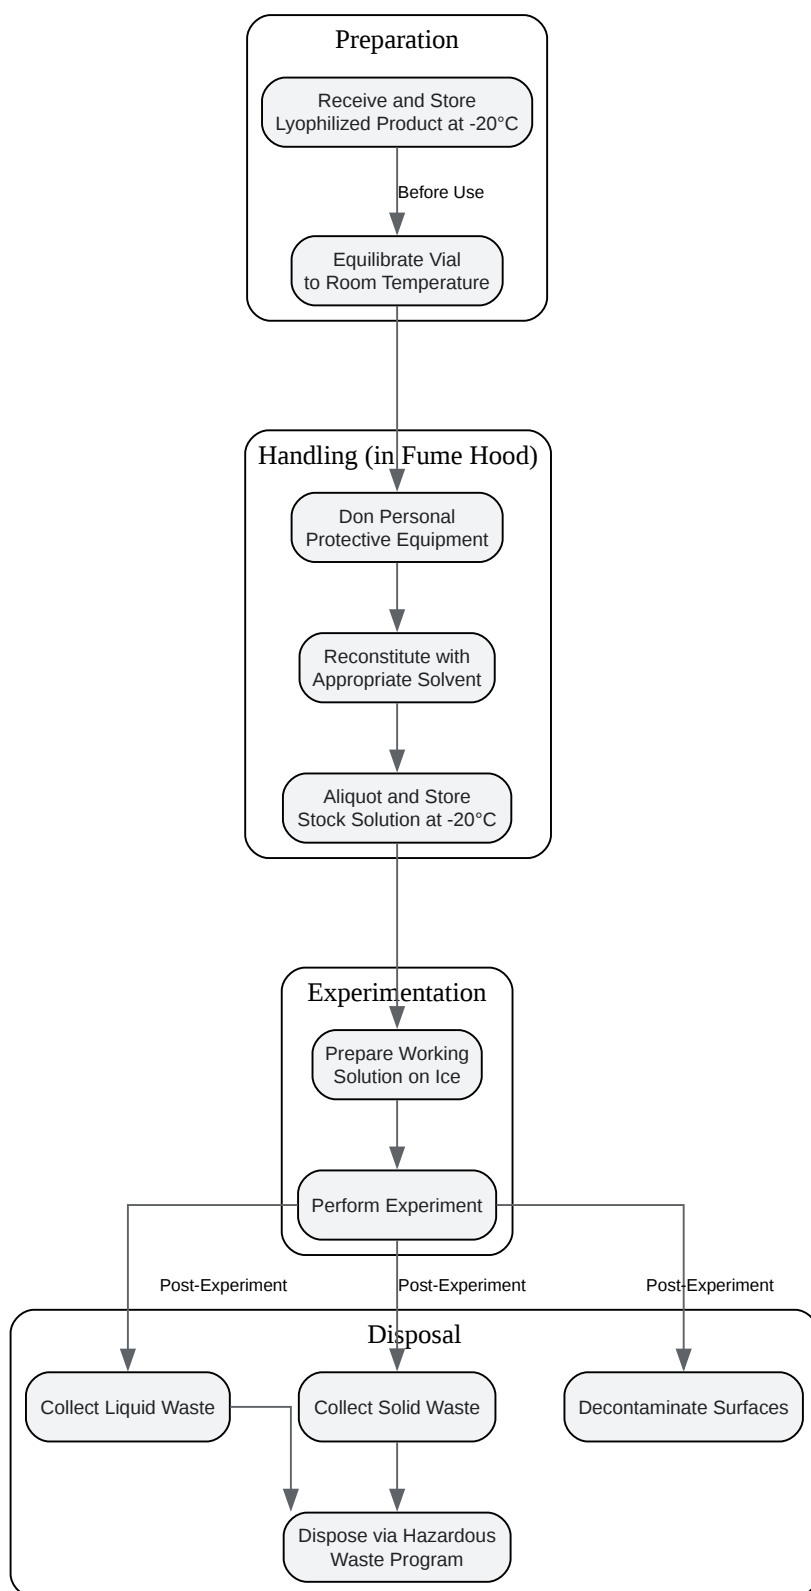 Preparation
Receive and Store
Lyophilized Product at -20°C
Before Use
Equilibrate Vial
to Room Temperature
Handling (in Fume Hood)
Don Personal
Protective Equipment
Reconstitute with
Appropriate Solvent
Aliquot and Store
Stock Solution at -20°C
Experimentation
Prepare Working
Solution on Ice
Perform Experiment
Post-Experiment
Post-Experiment
Post-Experiment
Disposal
Collect Liquid Waste
Collect Solid Waste
Decontaminate Surfaces
Dispose via Hazardous
Waste Program